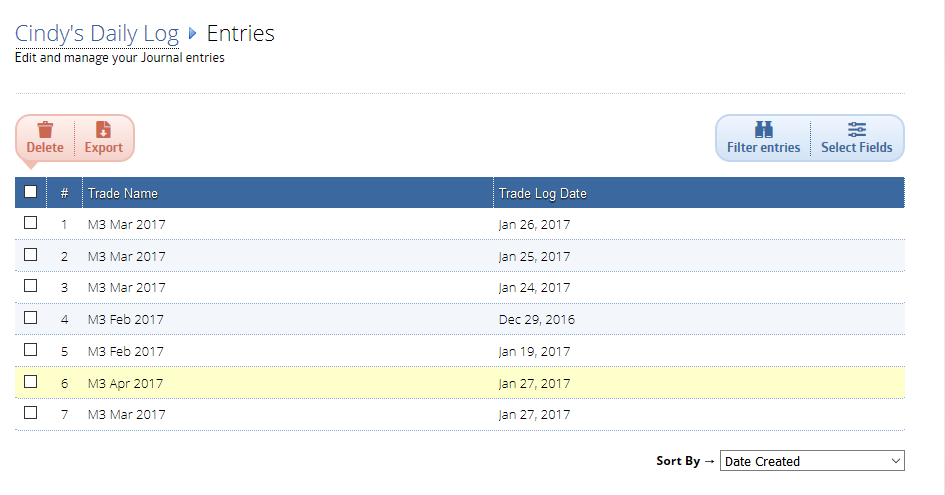 Cindy's Daily Log Entries
Edit and manage your Journal entries
Delete Export Filter entries Select Fields
# Trade Name Trade Log Date
1 M3 Mar 2017 Jan 26, 2017
2 M3 Mar 2017 Jan 25, 2017
3 M3 Mar 2017 Jan 24, 2017
4 M3 Feb 2017 Dec 29, 2016
5 M3 Feb 2017 Jan 19, 2017
6 M3 Apr 2017 Jan 27, 2017
7 M3 Mar 2017 Jan 27, 2017
Sort By → Date Created